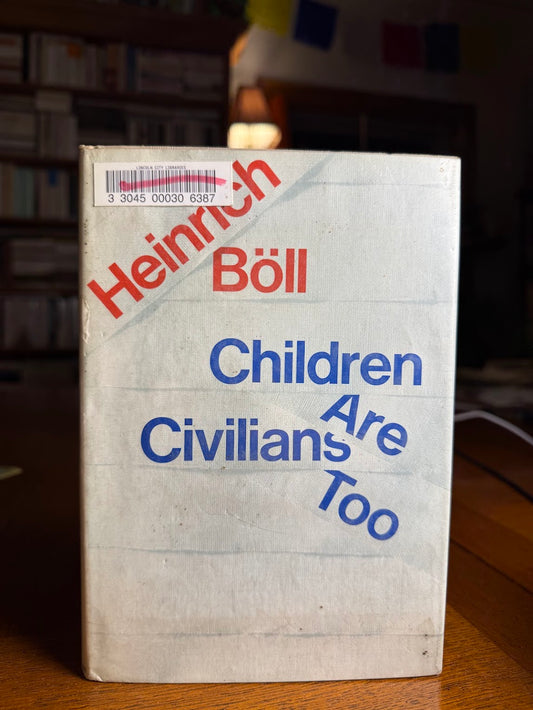 LINCOLN CITY LIBRARIES
3 3045 00030 6387
Heinrich
Böll
Children
Are
Civilians
Too